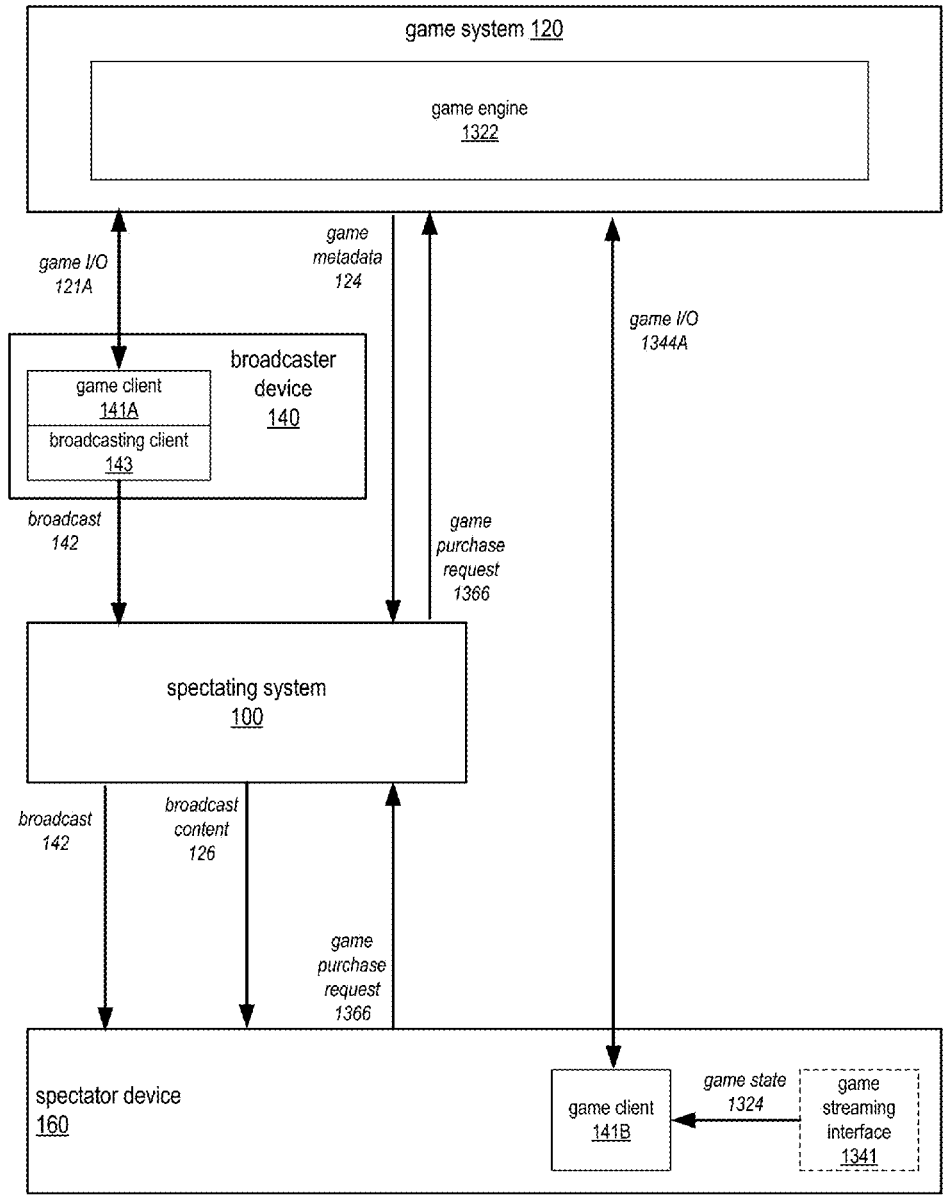 game system 120
game engine
1322
game I/O
121A
game
metadata
124
game I/O
1344A
broadcaster
device
140
game client
141A
broadcasting client
143
broadcast
142
game
purchase
request
1366
spectating system
100
broadcast
142
broadcast
content
126
game
purchase
request
1366
spectator device
160
game client
141B
game state
1324
game
streaming
interface
1341